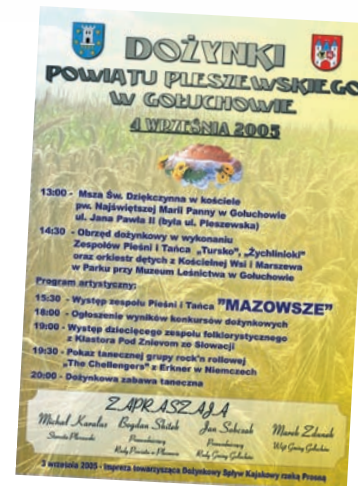 DOŻYNKI
POWIATU PLESZEWSKIEGO
W GOŁUCHOWIE
4 WRZEŚNIA 2005
13:00 - Msza Św. Dziękczynna w kościele
pw. Najświętszej Marii Panny w Gołuchowie
ul. Jana Pawła II (była ul. Pleszewska)
14:30 - Obrzęd dożynkowy w wykonaniu
Zespołów Pieśni i Tańca „Tursko", „Żychlinioki"
oraz orkiestr dętych z Kościelnej Wsi i Marszewa
w Parku przy Muzeum Leśnictwa w Gołuchowie
Program artystyczny:
15:30 - Występ zespołu Pieśni i Tańca "MAZOWSZE"
18:00 - Ogłoszenie wyników konkursów dożynkowych
19:00 - Występ dziecięcego zespołu folklorystycznego
z Klastora Pod Znievom ze Słowacji
19:30 - Pokaz tanecznej grupy rock'n rollowej
„The Chellengers" z Erkner w Niemczech
20:00 - Dożynkowa zabawa taneczna
ZAPRASZAJĄ
Michał Karalus Bogdan Skitek Jan Sobczak Marek Zdunek
Starosta Pleszewski Przewodniczący Przewodniczący Wójt Gminy Gołuchów
Rady Powiatu w Pleszewie Rady Gminy Gołuchów
3 września 2005 - Impreza towarzysząca Dożynkowy Spływ Kajakowy rzeką Prosną